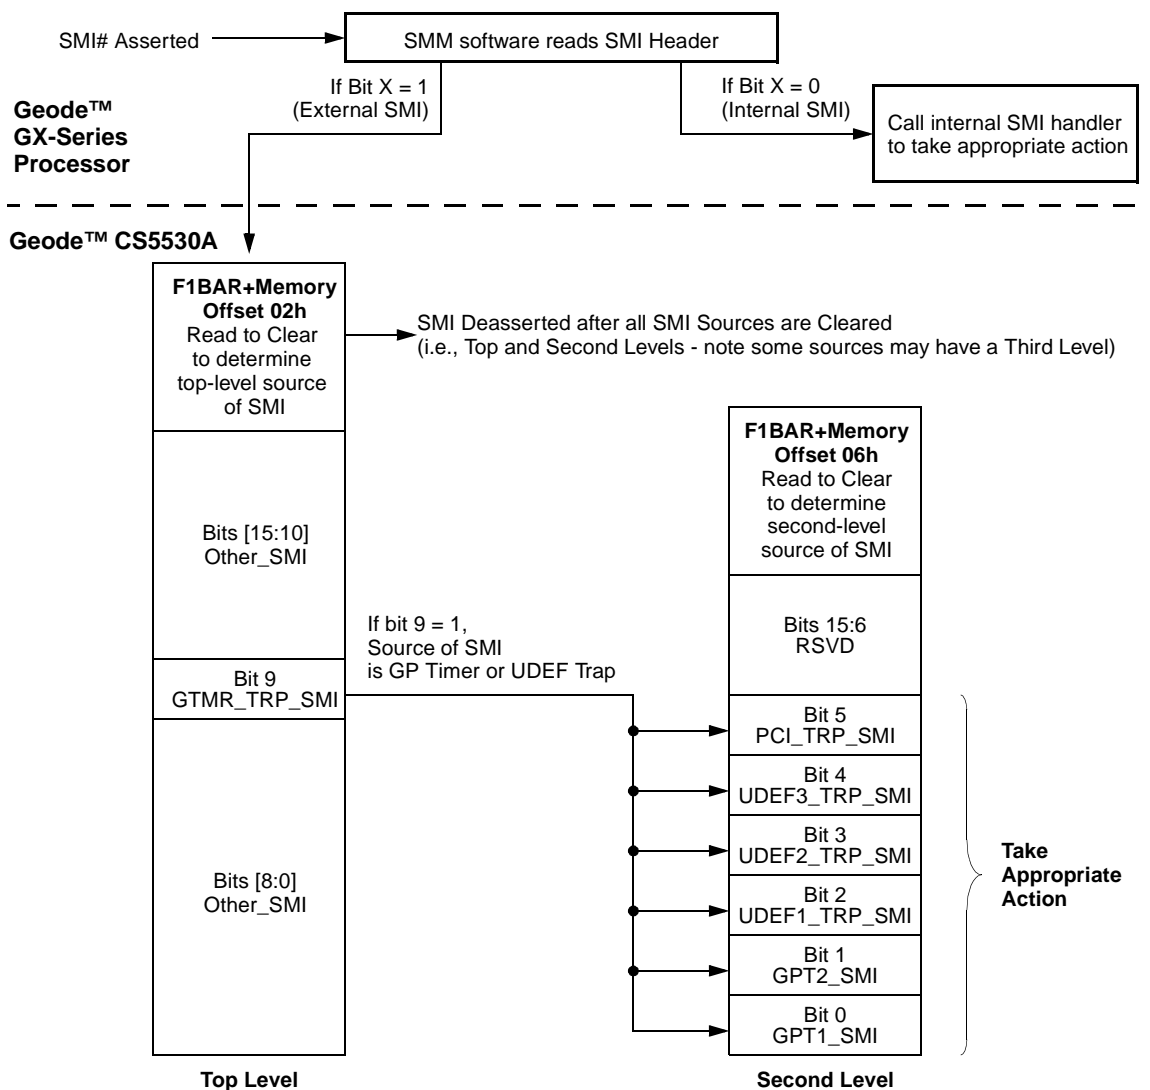 SMI# Asserted
SMM software reads SMI Header
If Bit X = 1
(External SMI)
If Bit X = 0
(Internal SMI)
Geode™
GX-Series
Processor
Call internal SMI handler
to take appropriate action
Geode™ CS5530A
F1BAR+Memory
Offset 02h
Read to Clear
to determine
top-level source
of SMI
SMI Deasserted after all SMI Sources are Cleared
(i.e., Top and Second Levels - note some sources may have a Third Level)
Bits [15:10]
Other_SMI
If bit 9 = 1,
Source of SMI
is GP Timer or UDEF Trap
Bit 9
GTMR_TRP_SMI
Bits [8:0]
Other_SMI
Top Level
F1BAR+Memory
Offset 06h
Read to Clear
to determine
second-level
source of SMI
Bits 15:6
RSVD
Bit 5
PCI_TRP_SMI
Bit 4
UDEF3_TRP_SMI
Bit 3
UDEF2_TRP_SMI
Bit 2
UDEF1_TRP_SMI
Bit 1
GPT2_SMI
Bit 0
GPT1_SMI
Second Level
Take
Appropriate
Action